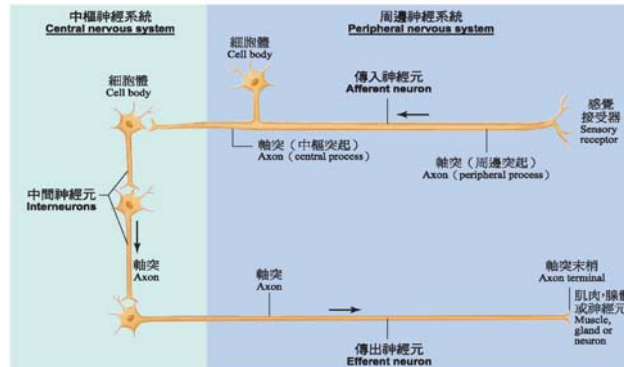 中樞神經系統
Central nervous system
周邊神經系統
Peripheral nervous system
細胞體
Cell body
細胞體
Cell body
傳入神經元
Afferent neuron
感覺
接受器
Sensory
receptor
軸突（中樞突起）
Axon（central process）
軸突（周邊突起）
Axon（peripheral process）
中間神經元
Interneurons
軸突
Axon
軸突
Axon
軸突末梢
Axon terminal
肌肉，腺體
或神經元
Muscle,
gland or
neuron
傳出神經元
Efferent neuron